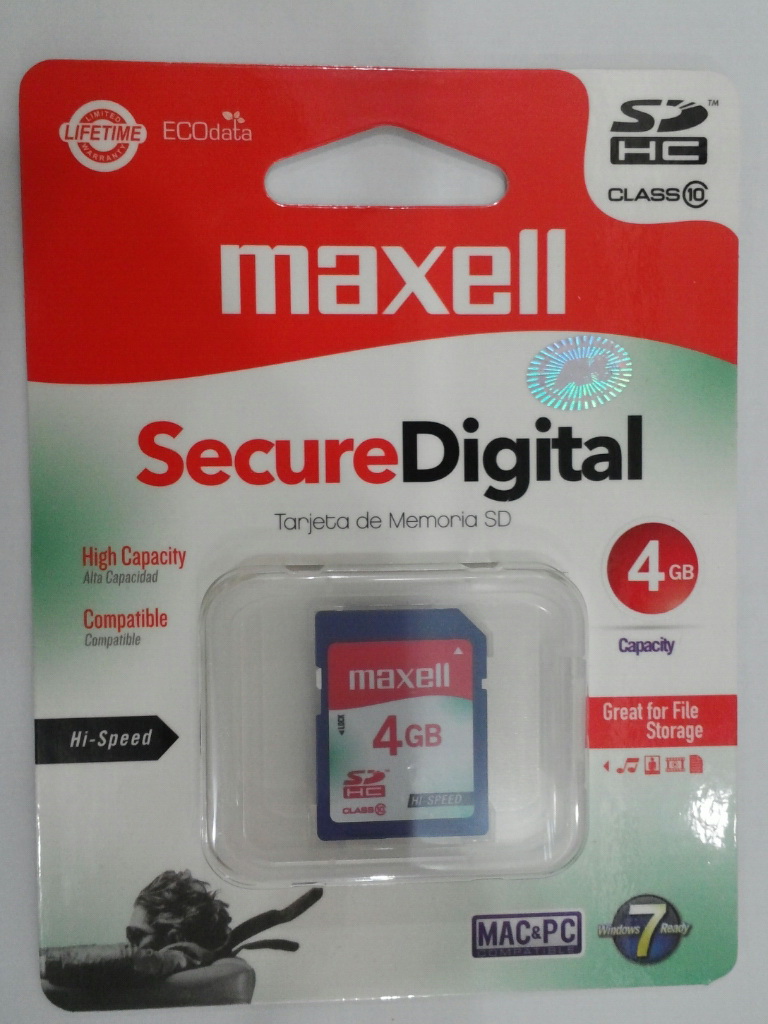 LIMITED
LIFETIME
WARRANTY
ECOdata
SD™
HC
CLASS 10
maxell
SecureDigital
Tarjeta de Memoria SD
High Capacity
Alta Capacidad
4GB
Compatible
Compatible
Capacity
Hi-Speed
Great for File
Storage
maxell
LOCK
4GB
SD™
HC
CLASS 10
HI-SPEED
MAC&PC
COMPATIBLE
Windows 7 Ready